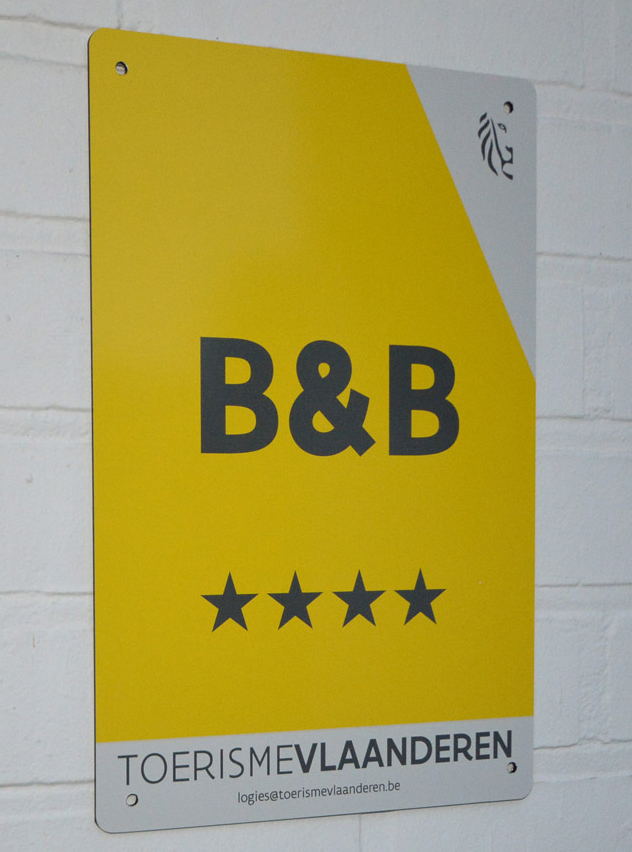 B&B
★★★★
TOERISMEVLAANDEREN
logies@toerismevlaanderen.be